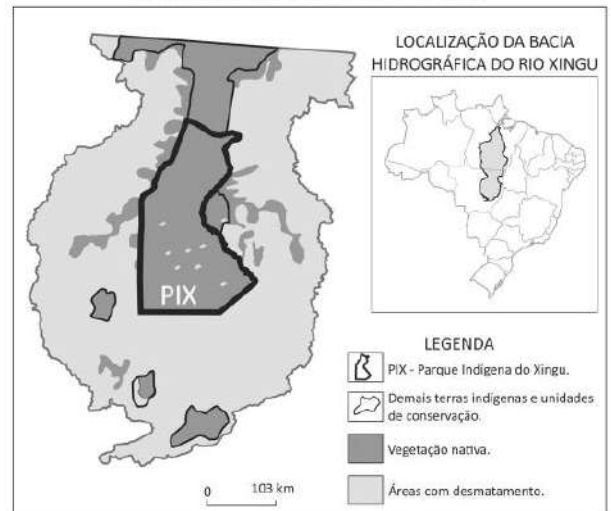 LOCALIZAÇÃO DA BACIA
HIDROGRÁFICA DO RIO XINGU
PIX
LEGENDA
PIX - Parque Indígena do Xingu.
Demais terras indígenas e unidades
de conservação.
Vegetação nativa.
Áreas com desmatamento.
0 103 km